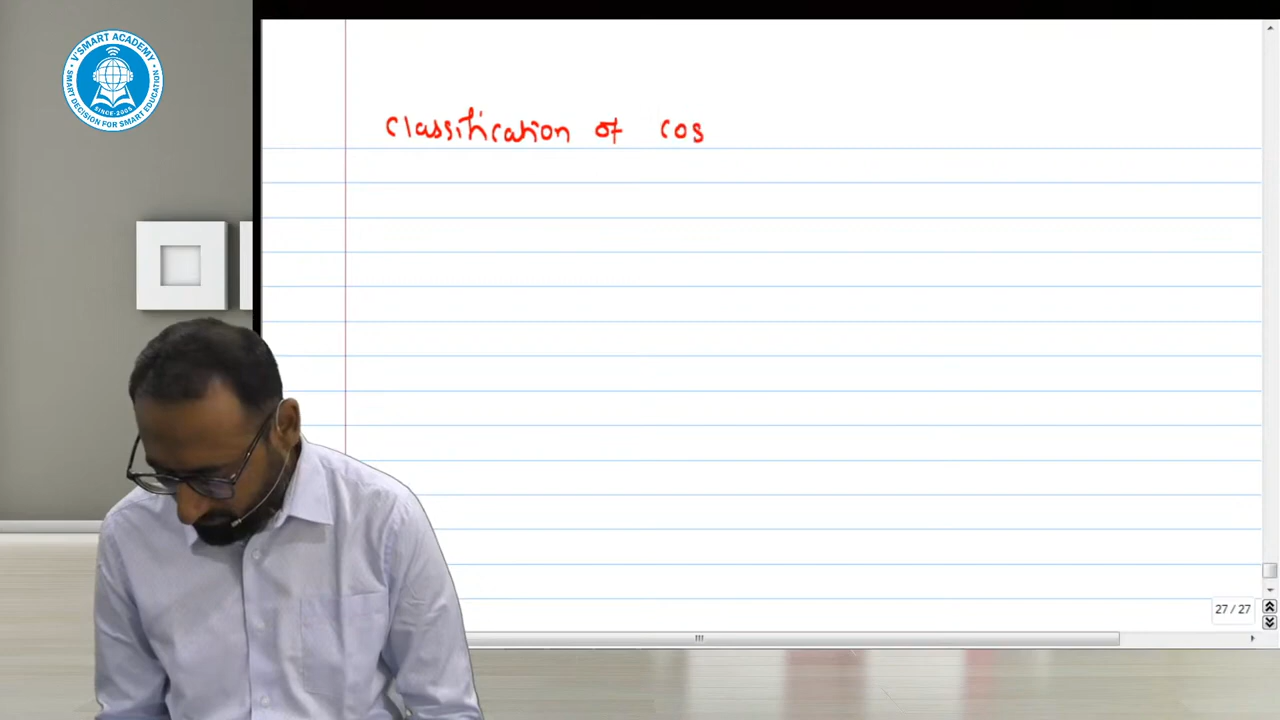 V'SMART ACADEMY
SMART DECISION FOR SMART EDUCATION
SINCE-2005
Classification of cos
27 / 27